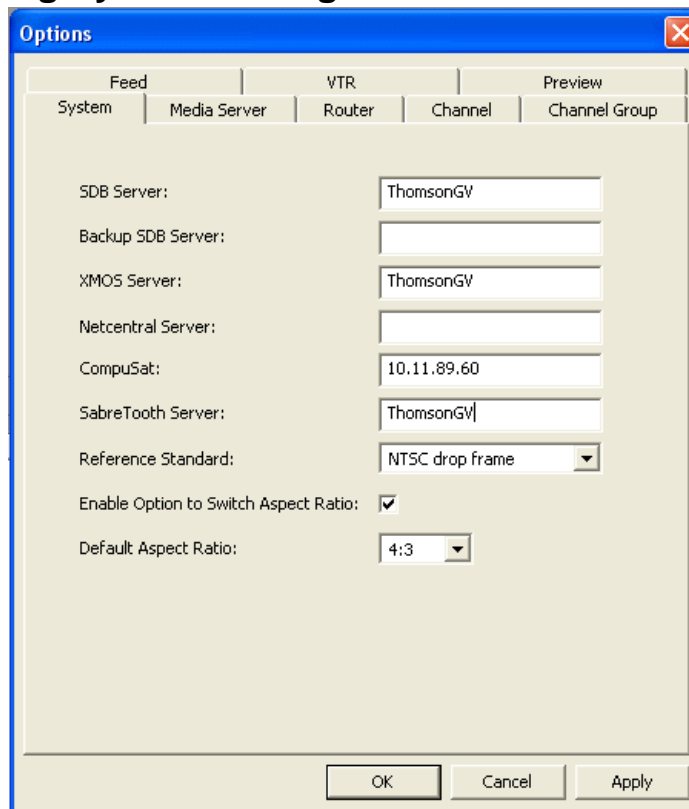 Options
Feed VTR Preview
System Media Server Router Channel Channel Group
SDB Server: ThomsonGV
Backup SDB Server:
XMOS Server: ThomsonGV
Netcentral Server:
CompuSat: 10.11.89.60
SabreTooth Server: ThomsonGV
Reference Standard: NTSC drop frame
Enable Option to Switch Aspect Ratio:
Default Aspect Ratio: 4:3
OK Cancel Apply